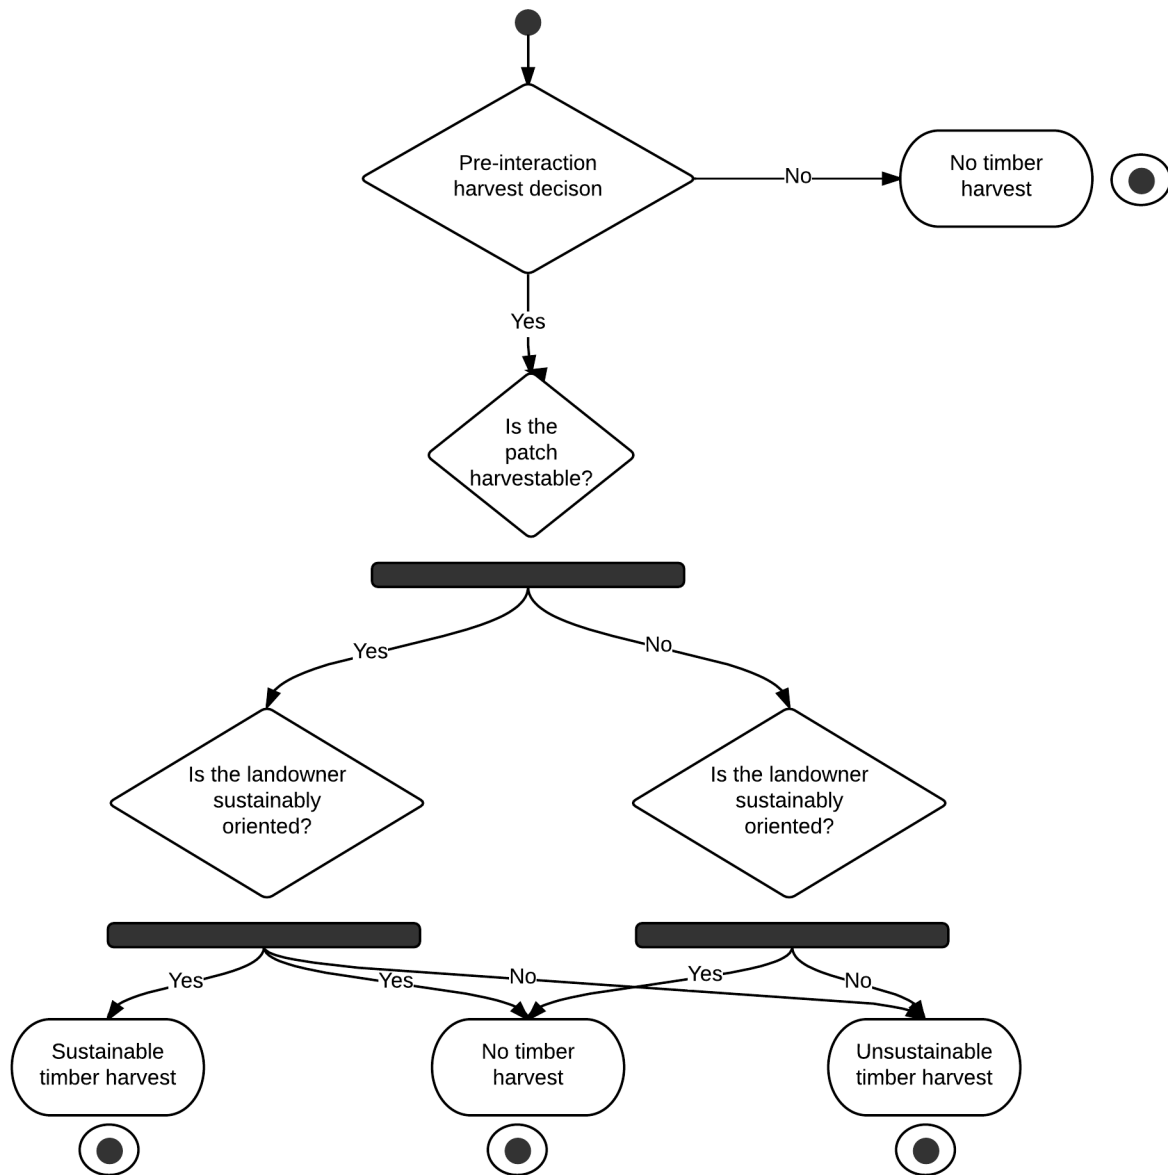 Pre-interaction
harvest decison
No
No timber
harvest
Yes
Is the
patch
harvestable?
Yes
No
Is the landowner
sustainably
oriented?
Is the landowner
sustainably
oriented?
Yes
Yes
No
Yes
No
Sustainable
timber harvest
No timber
harvest
Unsustainable
timber harvest